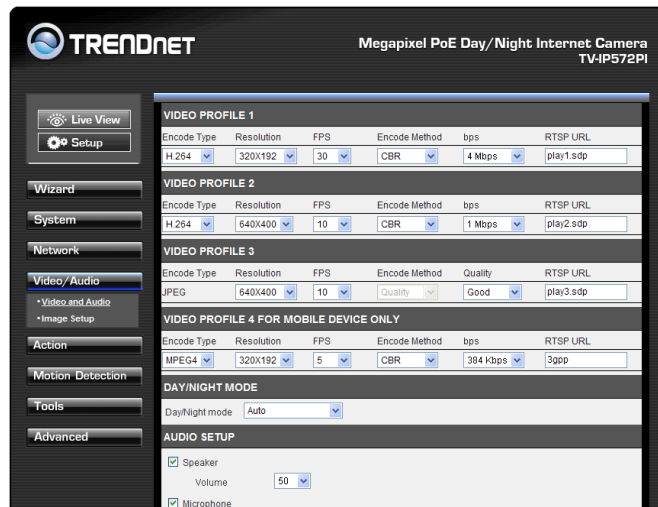 TRENDNET
Megapixel PoE Day/Night Internet Camera
TV-IP572PI
Live View
Setup
Wizard
System
Network
Video/Audio
•Video and Audio
•Image Setup
Action
Motion Detection
Tools
Advanced
VIDEO PROFILE 1
Encode Type Resolution FPS Encode Method bps RTSP URL
H.264 320X192 30 CBR 4 Mbps play1.sdp
VIDEO PROFILE 2
Encode Type Resolution FPS Encode Method bps RTSP URL
H.264 640X400 10 CBR 1 Mbps play2.sdp
VIDEO PROFILE 3
Encode Type Resolution FPS Encode Method Quality RTSP URL
JPEG 640X400 10 Quality Good play3.sdp
VIDEO PROFILE 4 FOR MOBILE DEVICE ONLY
Encode Type Resolution FPS Encode Method bps RTSP URL
MPEG4 320X192 5 CBR 384 Kbps 3gpp
DAY/NIGHT MODE
Day/Night mode Auto
AUDIO SETUP
Speaker
Volume 50
Microphone